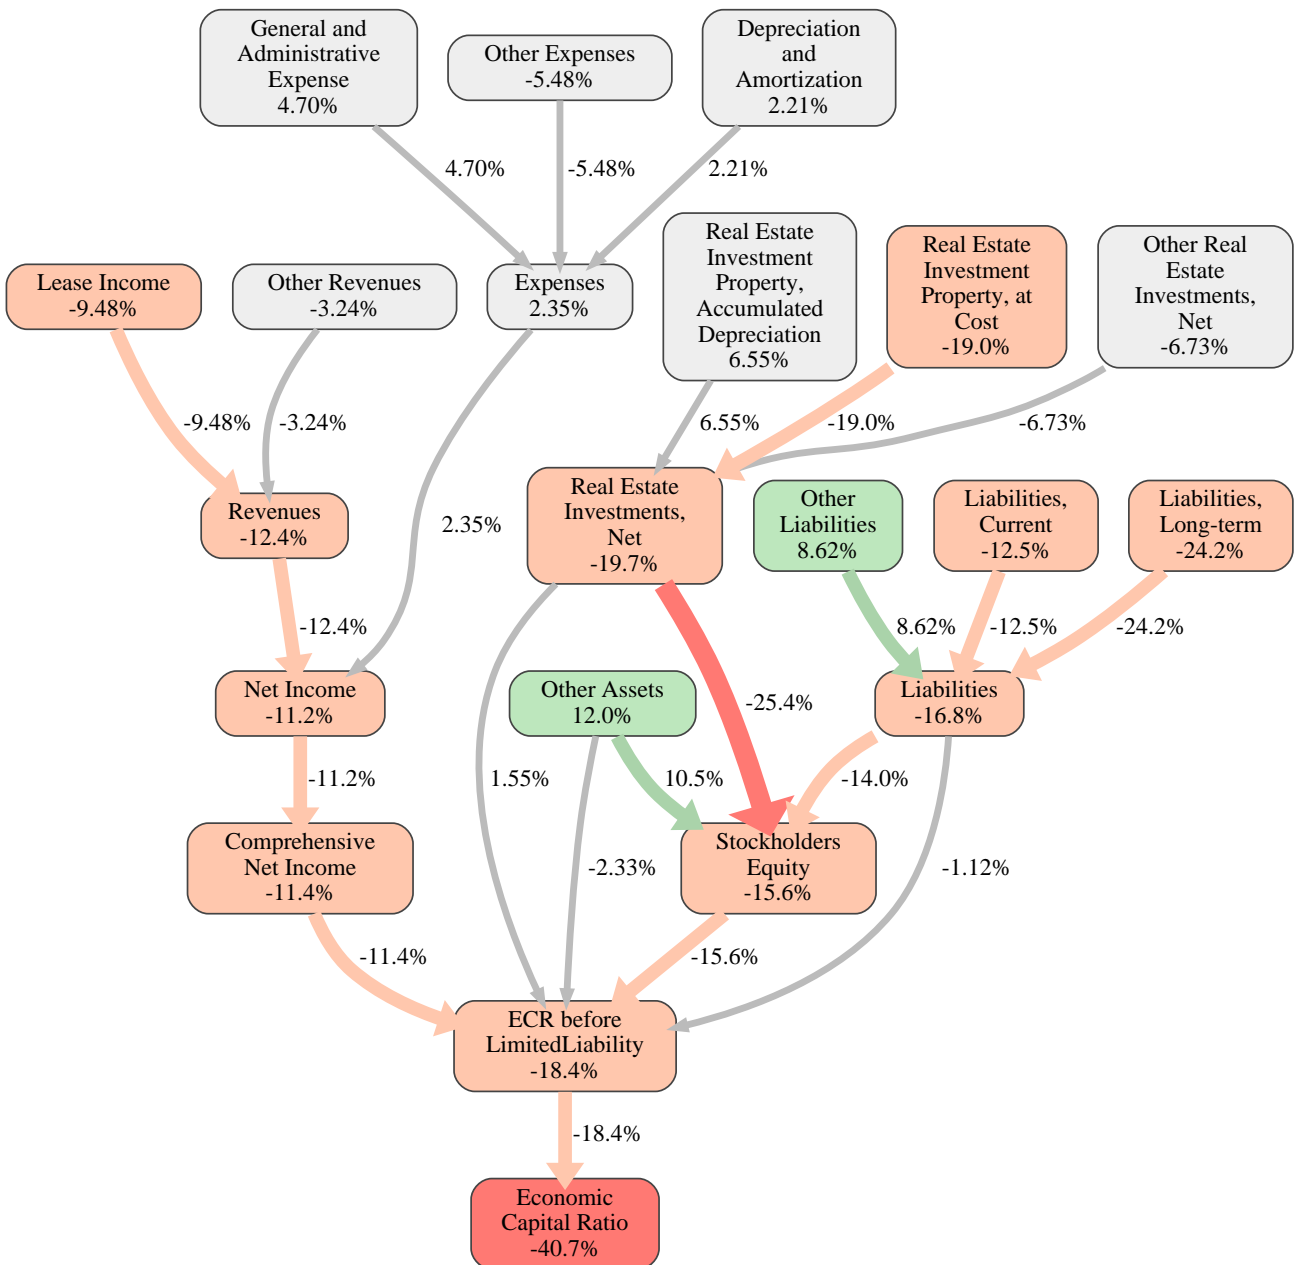 General and
Administrative
Expense
4.70%
Other Expenses
-5.48%
Depreciation
and
Amortization
2.21%
4.70%
-5.48%
2.21%
Lease Income
-9.48%
Other Revenues
-3.24%
Expenses
2.35%
Real Estate
Investment
Property,
Accumulated
Depreciation
6.55%
Real Estate
Investment
Property, at
Cost
-19.0%
Other Real
Estate
Investments,
Net
-6.73%
-9.48%
-3.24%
6.55%
-19.0%
-6.73%
Revenues
-12.4%
2.35%
Real Estate
Investments,
Net
-19.7%
Other
Liabilities
8.62%
Liabilities,
Current
-12.5%
Liabilities,
Long-term
-24.2%
-12.4%
8.62%
-12.5%
-24.2%
Net Income
-11.2%
Other Assets
12.0%
-25.4%
Liabilities
-16.8%
-11.2%
1.55%
10.5%
-14.0%
Comprehensive
Net Income
-11.4%
-2.33%
Stockholders
Equity
-15.6%
-1.12%
-11.4%
-15.6%
ECR before
LimitedLiability
-18.4%
-18.4%
Economic
Capital Ratio
-40.7%